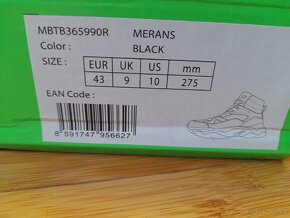 MBTB365990R MERANS
Color : BLACK
SIZE : EUR UK US mm
43 9 10 275
EAN Code :
8 591747 956627